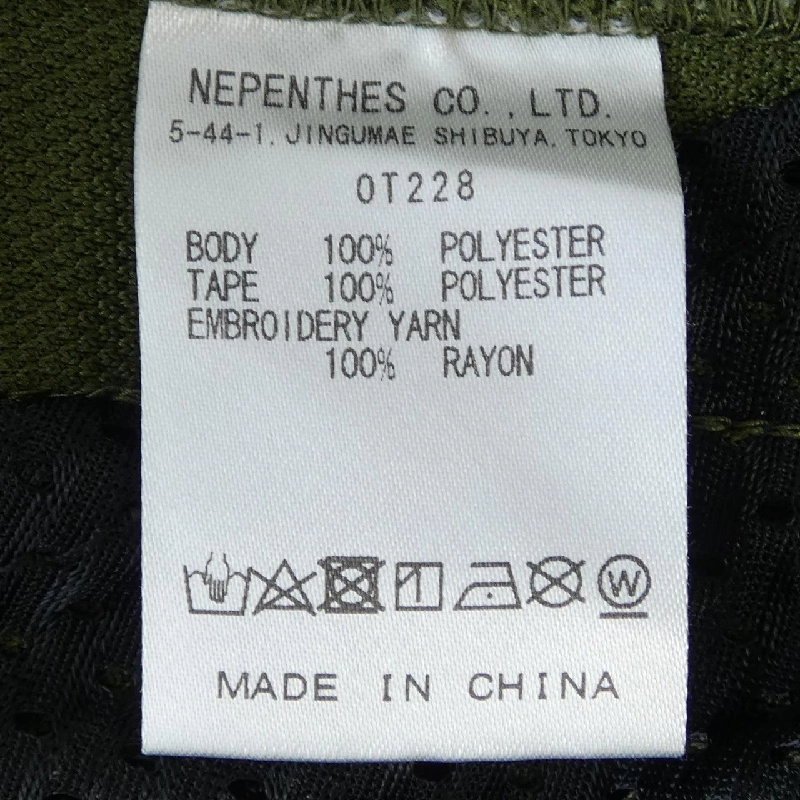 NEPENTHES CO., LTD.
5-44-1, JINGUMAE SHIBUYA, TOKYO
OT228
BODY 100% POLYESTER
TAPE 100% POLYESTER
EMBROIDERY YARN
100% RAYON
W
MADE IN CHINA